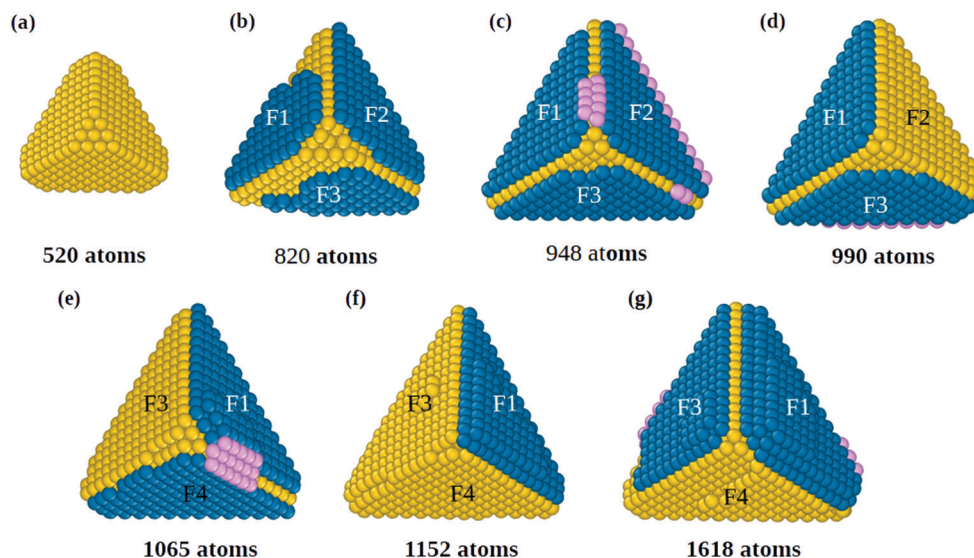 (a)
(b)
(c)
(d)
F1
F2
F3
F1
F2
F3
F1
F2
F3
520 atoms
820 atoms
948 atoms
990 atoms
(e)
(f)
(g)
F3
F1
F4
F3
F1
F4
F3
F1
F4
1065 atoms
1152 atoms
1618 atoms